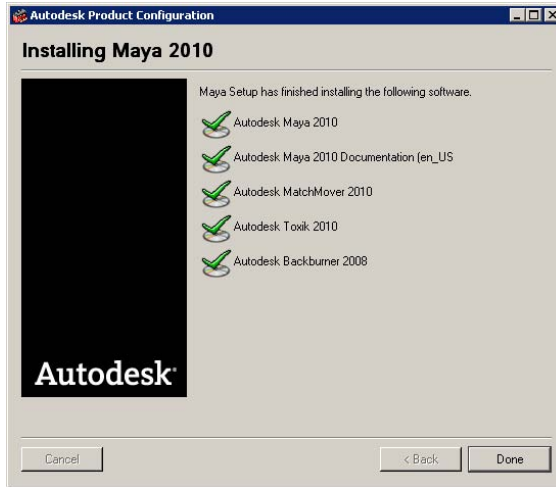 Autodesk Product Configuration
Installing Maya 2010
Maya Setup has finished installing the following software.
Autodesk Maya 2010
Autodesk Maya 2010 Documentation (en_US
Autodesk MatchMover 2010
Autodesk Toxik 2010
Autodesk Backburner 2008
Autodesk
Cancel
< Back
Done